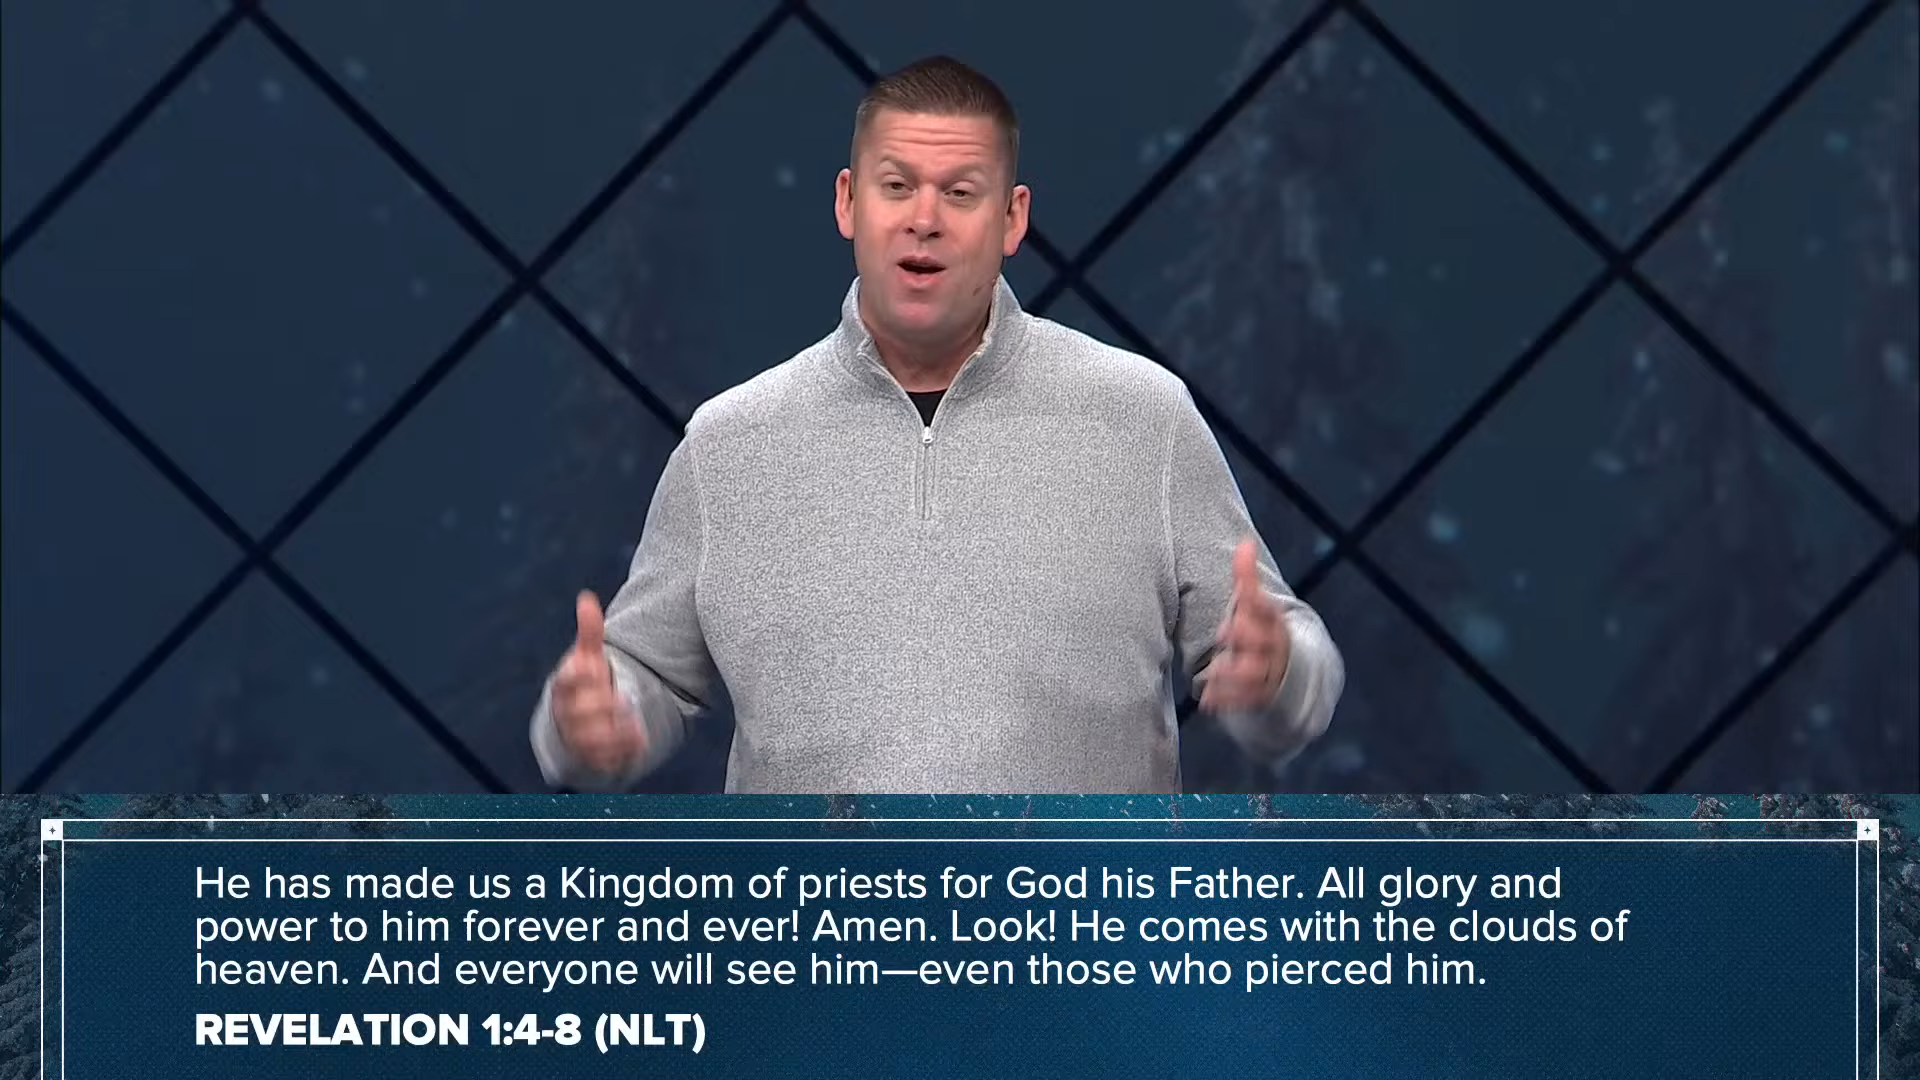 He has made us a Kingdom of priests for God his Father. All glory and
power to him forever and ever! Amen. Look! He comes with the clouds of
heaven. And everyone will see him—even those who pierced him.
REVELATION 1:4-8 (NLT)